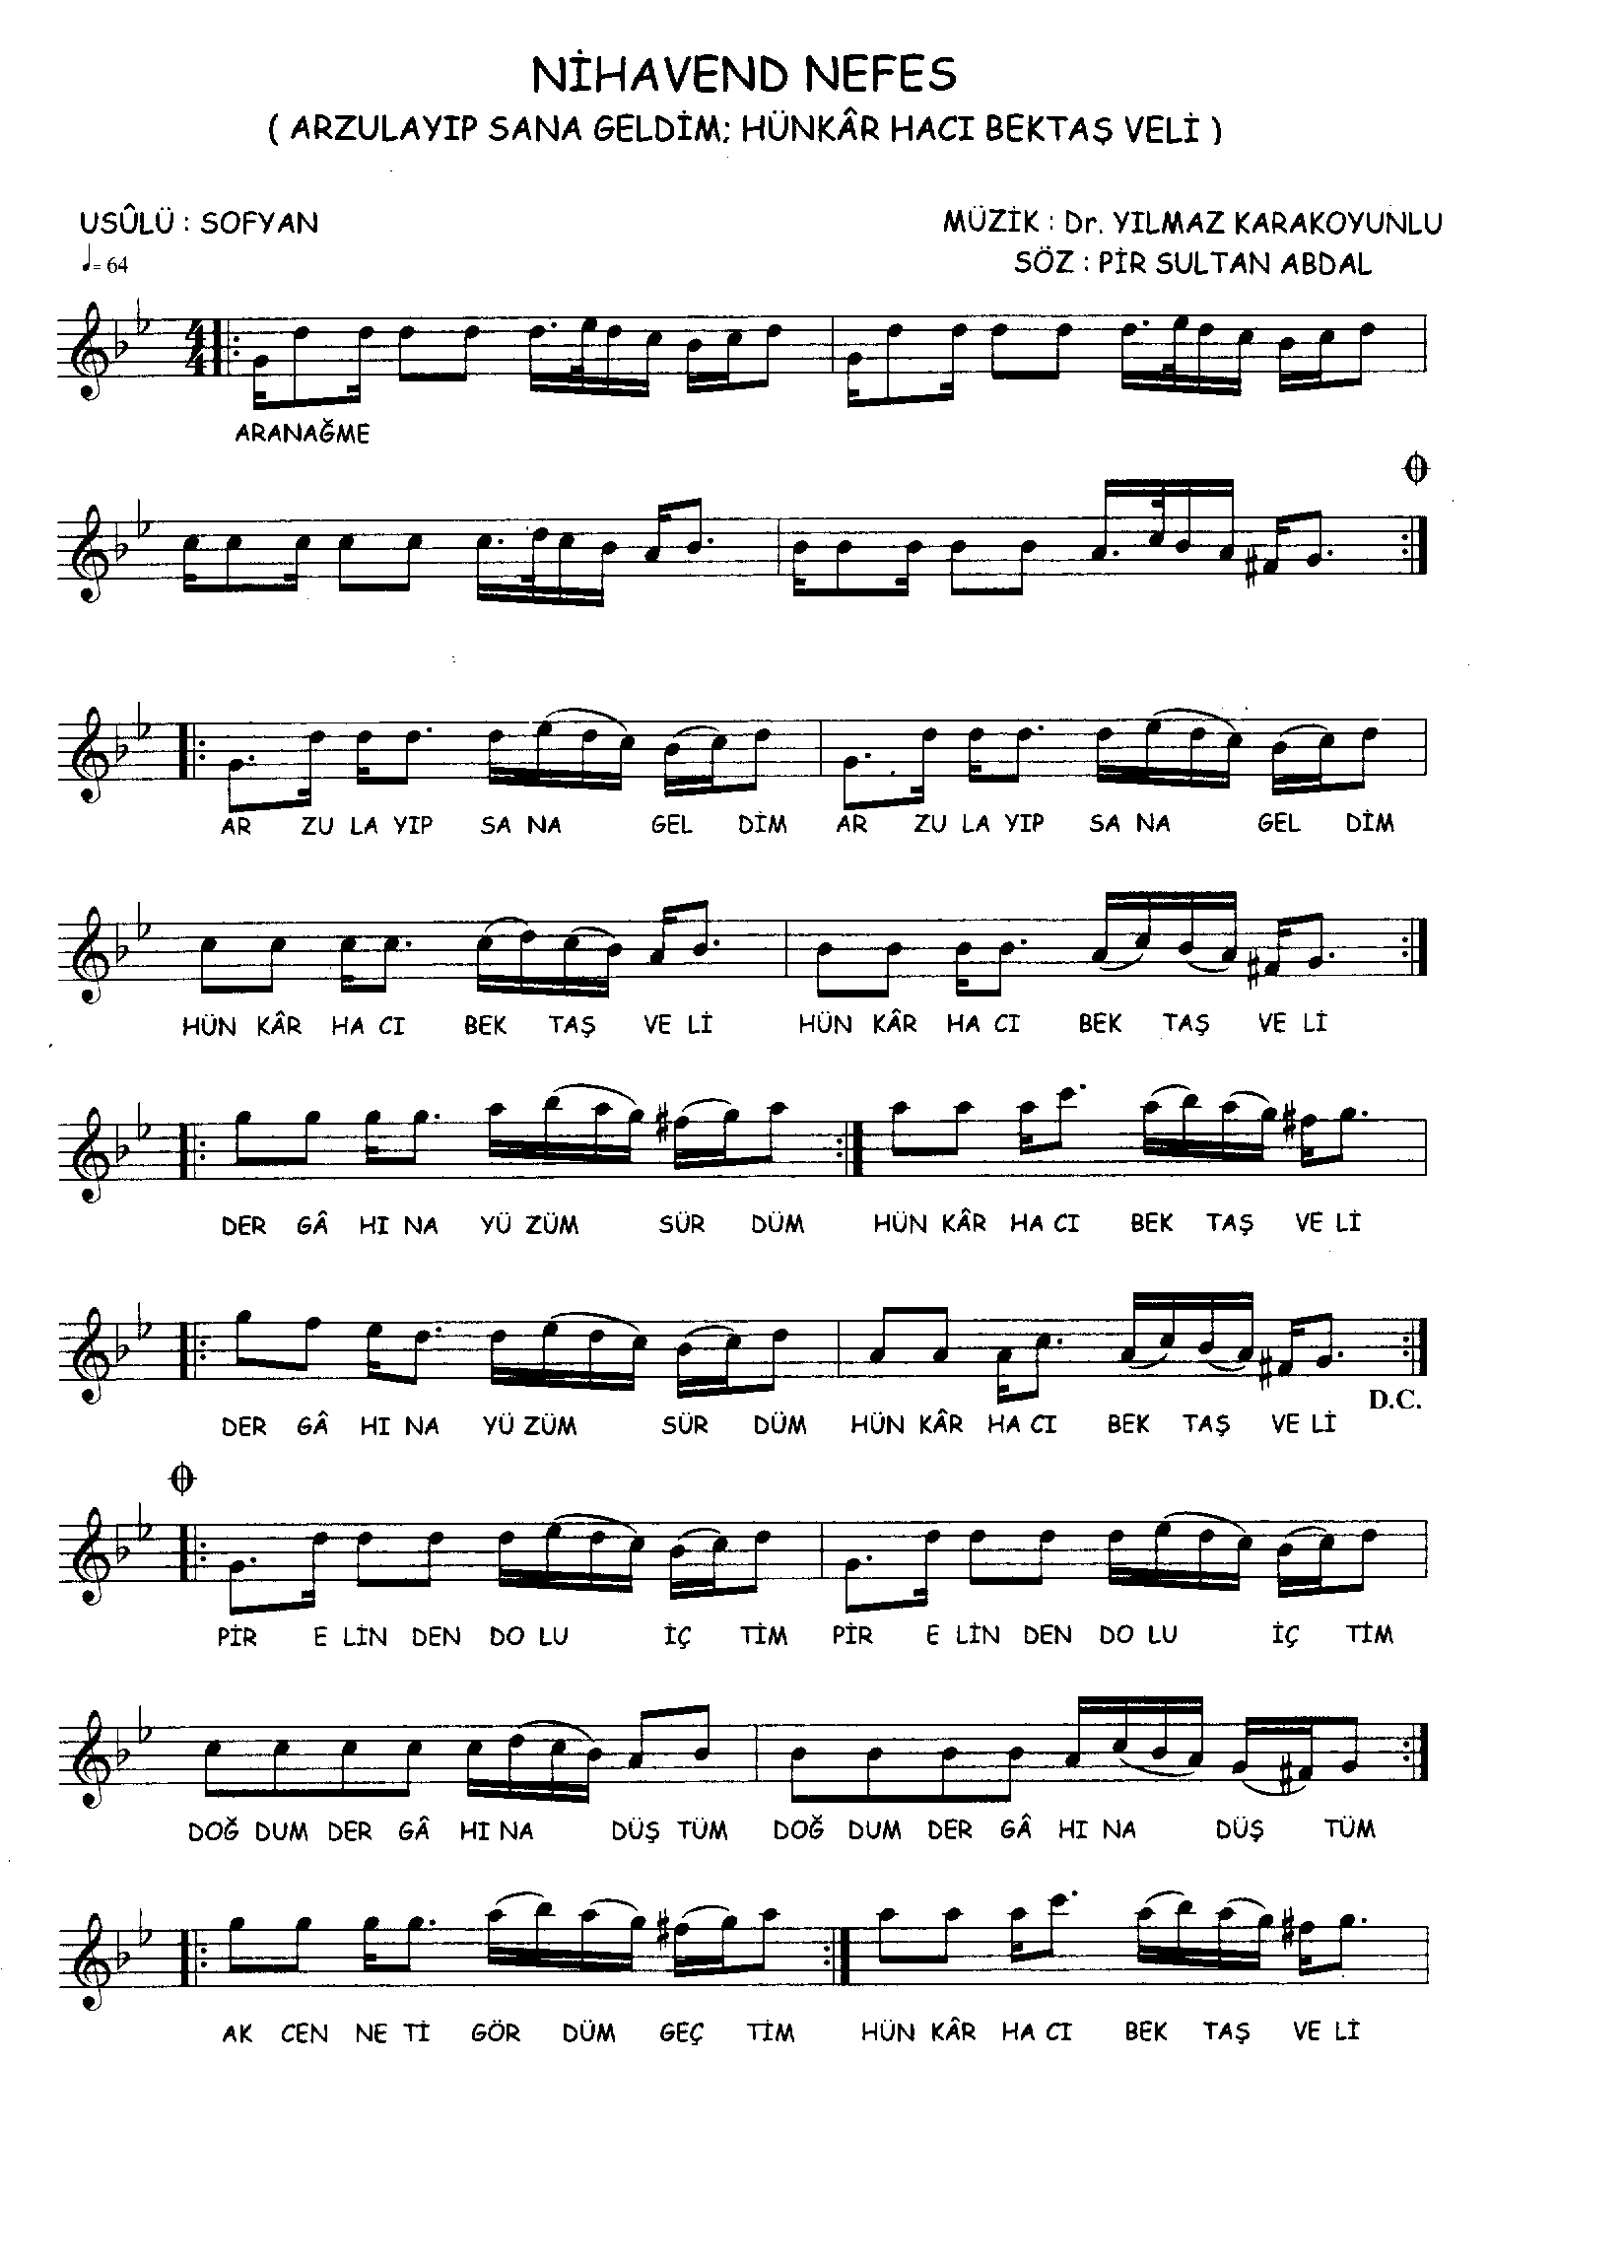 NİHAVEND NEFES
( ARZULAYIP SANA GELDİM; HÜNKÂR HACI BEKTAŞ VELİ )
USÛLÜ : SOFYAN
MÜZİK : Dr. YILMAZ KARAKOYUNLU
♩= 64
SÖZ : PİR SULTAN ABDAL
4
4
ARANAĞME
AR ZU LA YIP SA NA GEL DİM AR ZU LA YIP SA NA GEL DİM
HÜN KÂR HA CI BEK TAŞ VE Lİ HÜN KÂR HA CI BEK TAŞ VE Lİ
DER GÂ HI NA YÜ ZÜM SÜR DÜM HÜN KÂR HA CI BEK TAŞ VE Lİ
D.C.
DER GÂ HI NA YÜ ZÜM SÜR DÜM HÜN KÂR HA CI BEK TAŞ VE Lİ
PİR E LİN DEN DO LU İÇ TİM PİR E LİN DEN DO LU İÇ TİM
DOĞ DUM DER GÂ HI NA DÜŞ TÜM DOĞ DUM DER GÂ HI NA DÜŞ TÜM
AK CEN NE Tİ GÖR DÜM GEÇ TİM HÜN KÂR HA CI BEK TAŞ VE Lİ